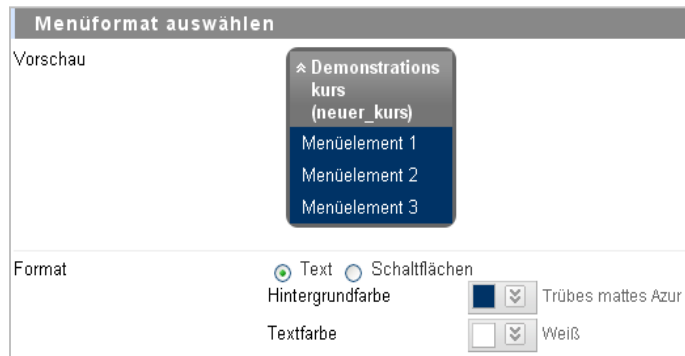 Menüformat auswählen
Vorschau
Demonstrations
kurs
(neuer_kurs)
Menüelement 1
Menüelement 2
Menüelement 3
Format
Text Schaltflächen
Hintergrundfarbe Trübes mattes Azur
Textfarbe Weiß